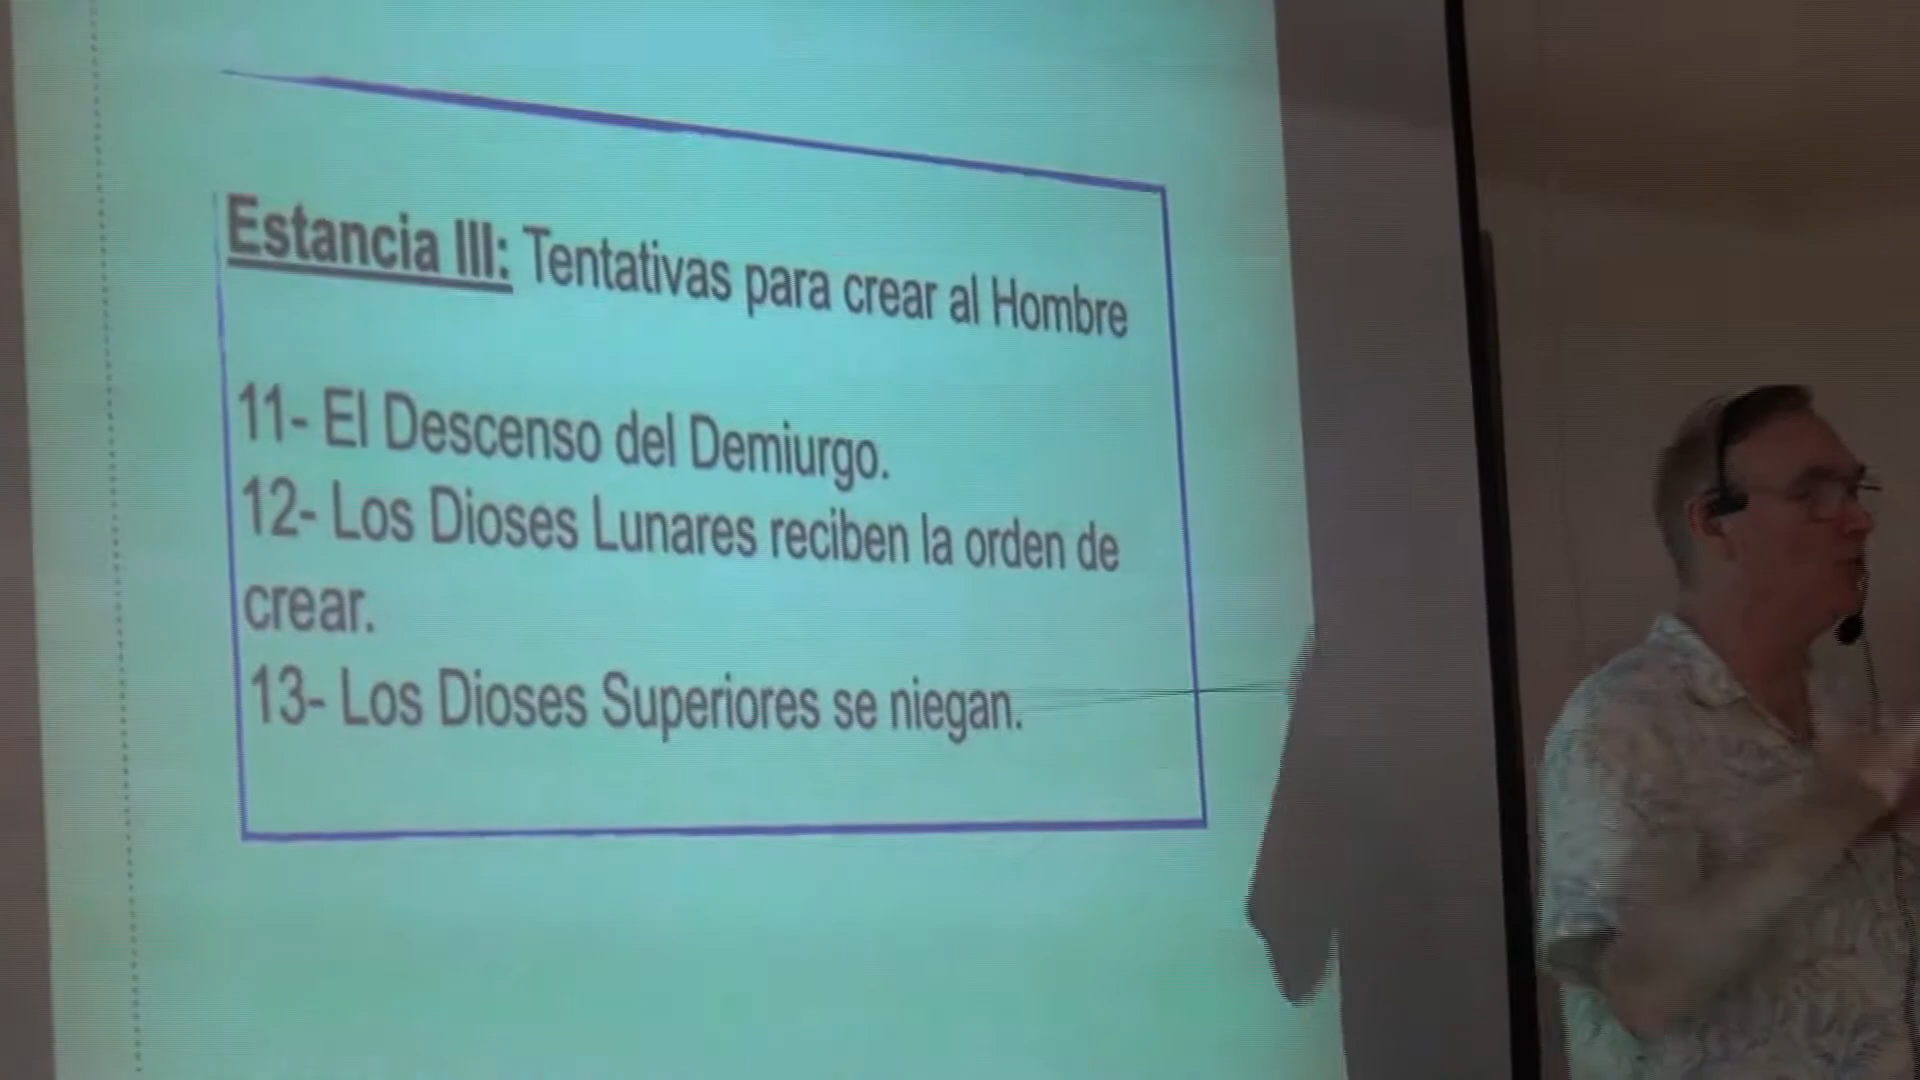 Estancia III: Tentativas para crear al Hombre
11- El Descenso del Demiurgo.
12- Los Dioses Lunares reciben la orden de
crear.
13- Los Dioses Superiores se niegan.